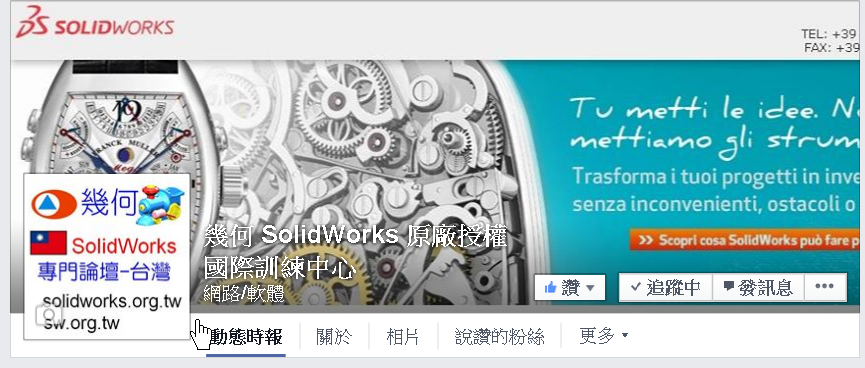 SOLIDWORKS
TEL: +39
FAX: +39
FRANCK MULLER
Tu metti le idee. N
mettiamo gli strum
Trasforma i tuoi progetti in inve
senza inconvenienti, ostacoli o
>> Scopri cosa SolidWorks può fare p
幾何
SolidWorks
專門論壇-台灣
solidworks.org.tw
sw.org.tw
幾何 SolidWorks 原廠授權
國際訓練中心
網路/軟體
讚
追蹤中
發訊息
動態時報
關於
相片
說讚的粉絲
更多